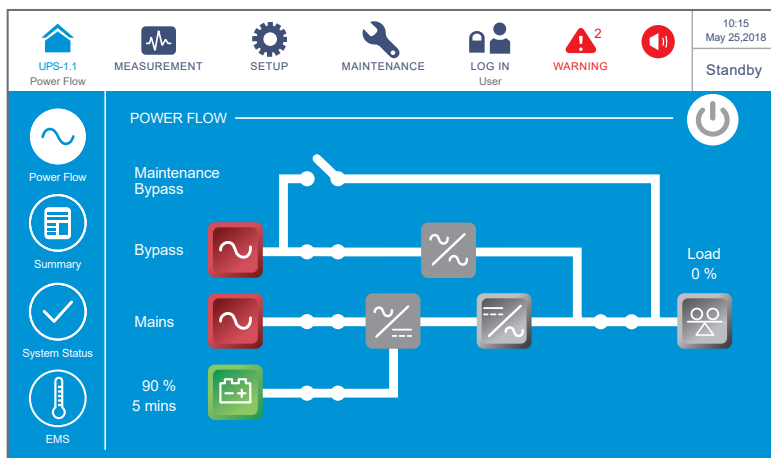 UPS-1.1
Power Flow
MEASUREMENT
SETUP
MAINTENANCE
LOG IN
User
2
WARNING
10:15
May 25,2018
Standby
POWER FLOW
Power Flow
Summary
System Status
EMS
Maintenance
Bypass
Bypass
Mains
90 %
5 mins
Load
0 %